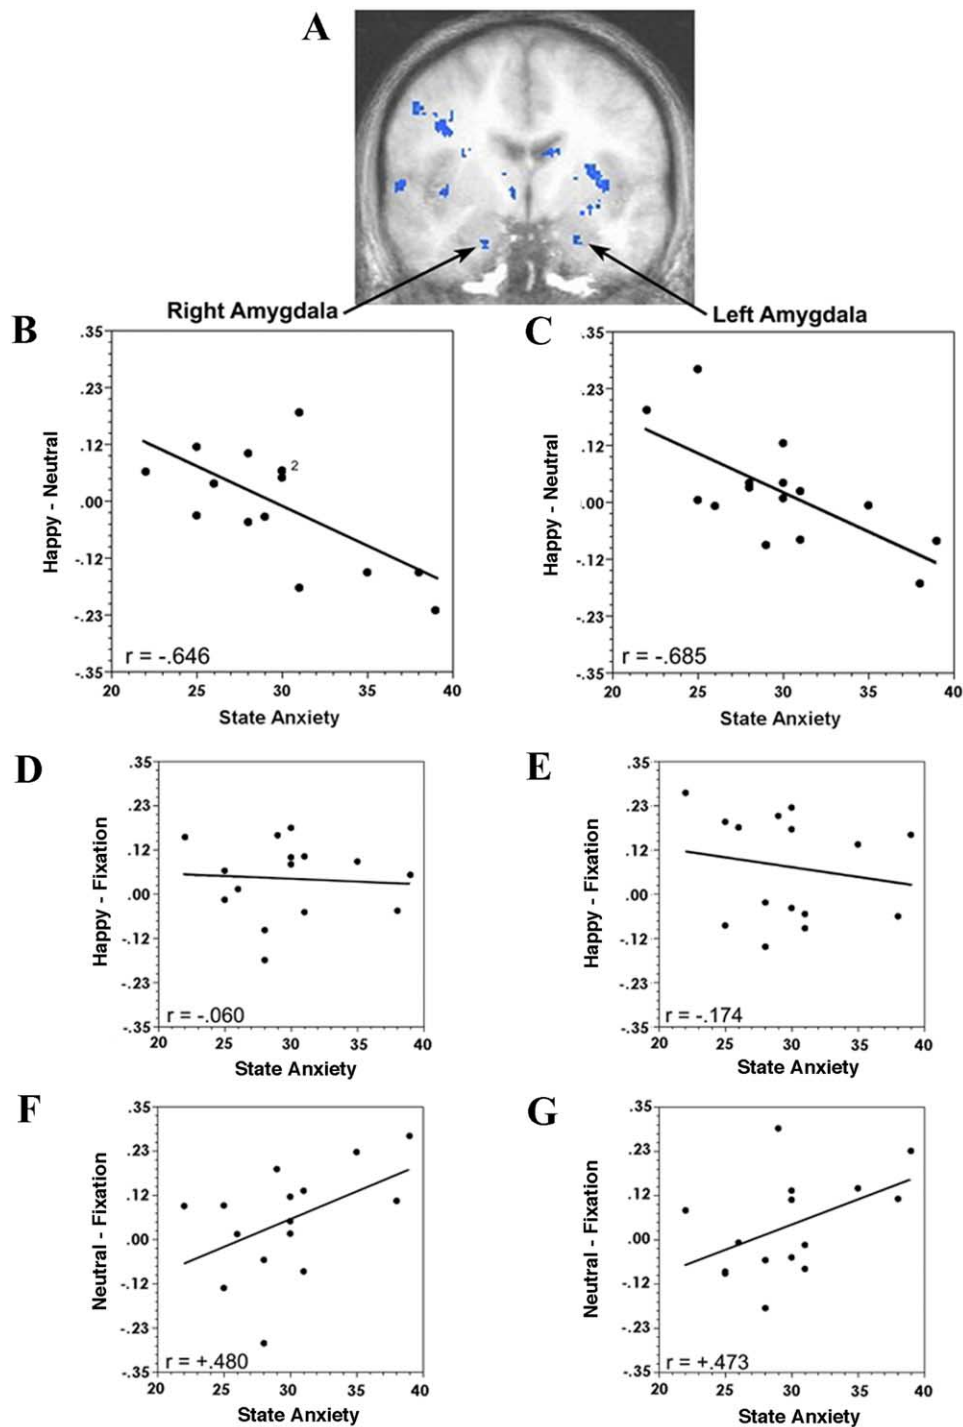 A
Right Amygdala
Left Amygdala
B
.35
.23
.12
.00
-.12
-.23
-.35
Happy - Neutral
2
r = -.646
20 25 30 35 40
State Anxiety
C
.35
.23
.12
.00
-.12
-.23
-.35
Happy - Neutral
r = -.685
20 25 30 35 40
State Anxiety
D
.35
.23
.12
.00
-.12
-.23
-.35
Happy - Fixation
r = -.060
20 25 30 35 40
State Anxiety
E
.35
.23
.12
.00
-.12
-.23
-.35
Happy - Fixation
r = -.174
20 25 30 35 40
State Anxiety
F
.35
.23
.12
.00
-.12
-.23
-.35
Neutral - Fixation
r = +.480
20 25 30 35 40
State Anxiety
G
.35
.23
.12
.00
-.12
-.23
-.35
Neutral - Fixation
r = +.473
20 25 30 35 40
State Anxiety